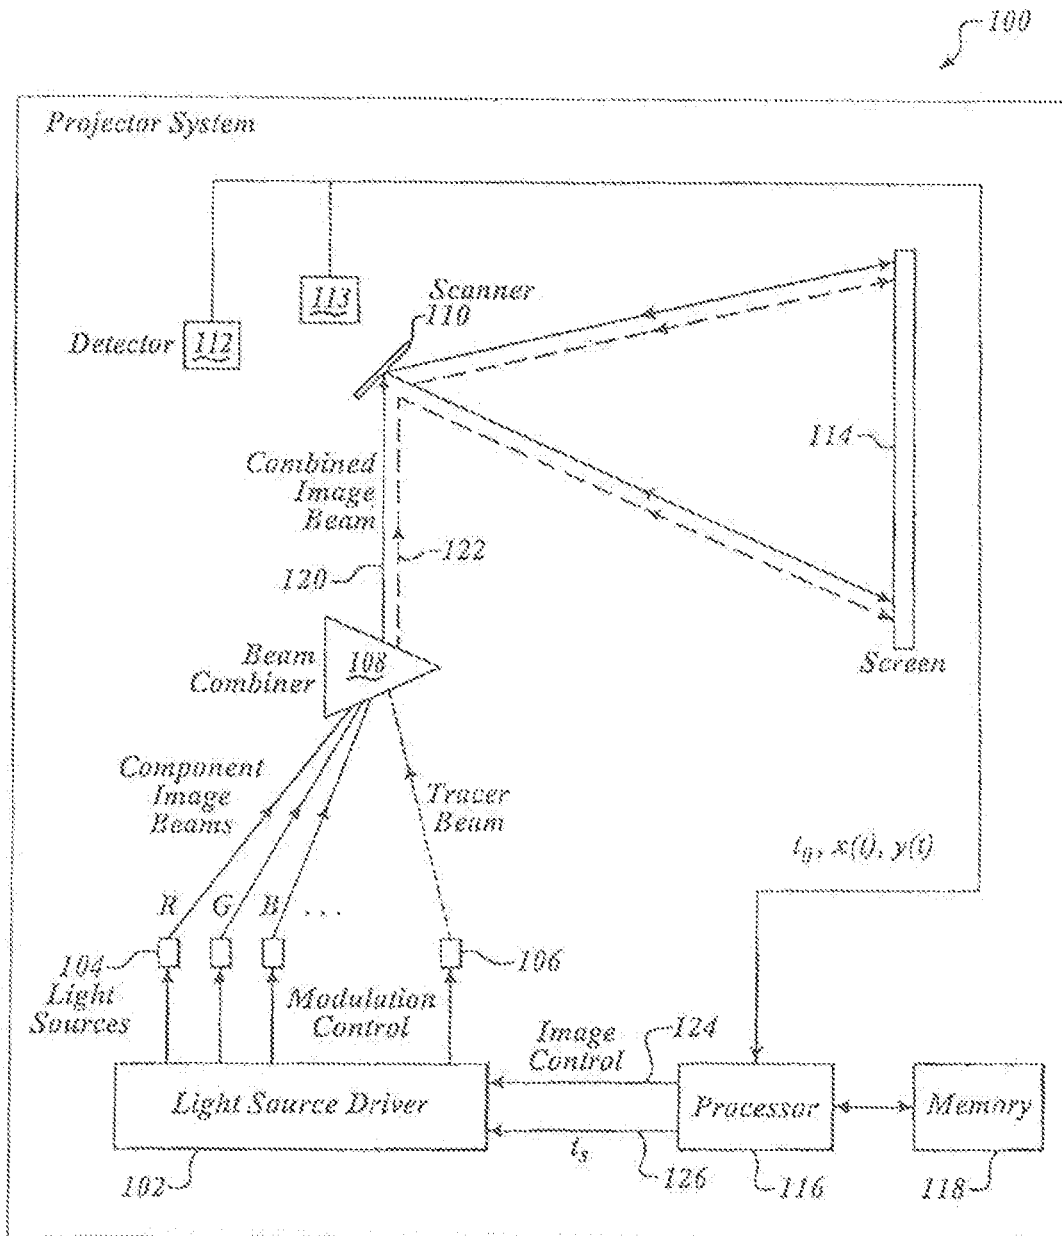 100
Projector System
113
Scanner
110
Detector 112
114
Combined
Image
Beam
122
120
Beam
Combiner
108
Screen
Component
Image
Beams
Tracer
Beam
t₀, x(t), y(t)
R G B ...
104
Light
Sources
106
Modulation
Control
Image
Control
124
Light Source Driver
Processor
Memory
tₛ
102
126
116
118